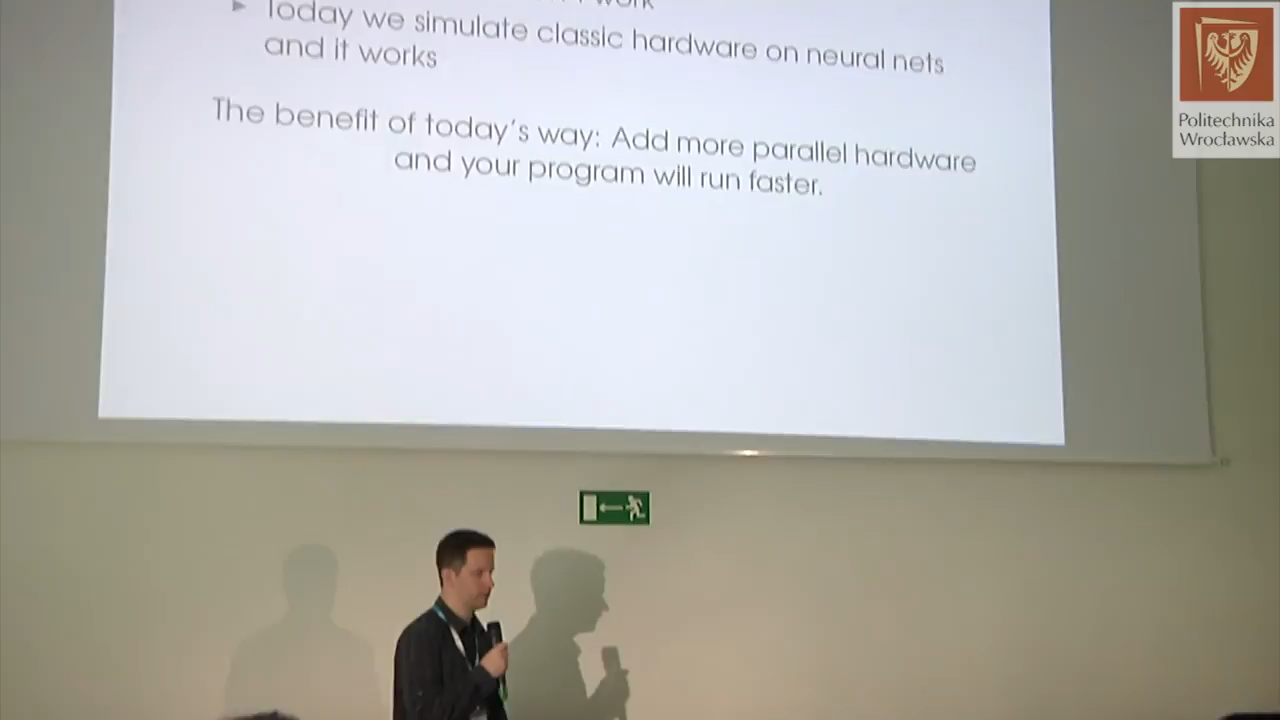 Today we simulate classic hardware on neural nets
and it works
The benefit of today's way: Add more parallel hardware
and your program will run faster.
Politechnika
Wrocławska